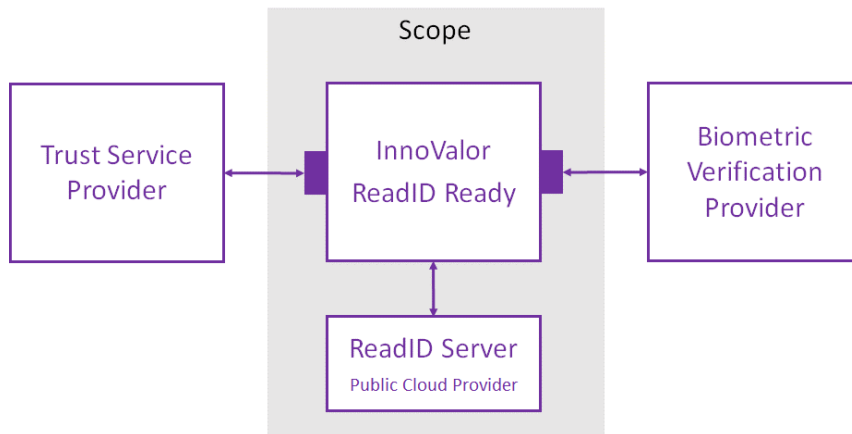 Scope
Trust Service
Provider
InnoValor
ReadID Ready
Biometric
Verification
Provider
ReadID Server
Public Cloud Provider